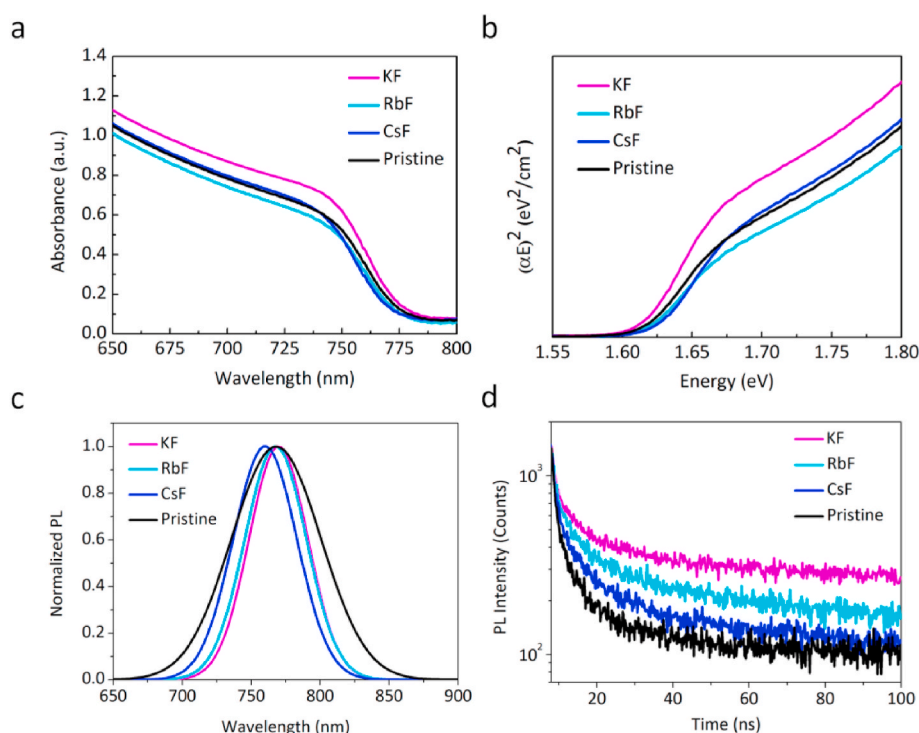 a
1.4
1.2
1.0
0.8
0.6
0.4
0.2
0.0
Absorbance (a.u.)
KF
RbF
CsF
Pristine
650 675 700 725 750 775 800
Wavelength (nm)
b
(αE)² (eV²/cm²)
KF
RbF
CsF
Pristine
1.55 1.60 1.65 1.70 1.75 1.80
Energy (eV)
c
1.0
0.8
0.6
0.4
0.2
0.0
Normalized PL
KF
RbF
CsF
Pristine
650 700 750 800 850 900
Wavelength (nm)
d
10³
10²
PL Intensity (Counts)
KF
RbF
CsF
Pristine
20 40 60 80 100
Time (ns)